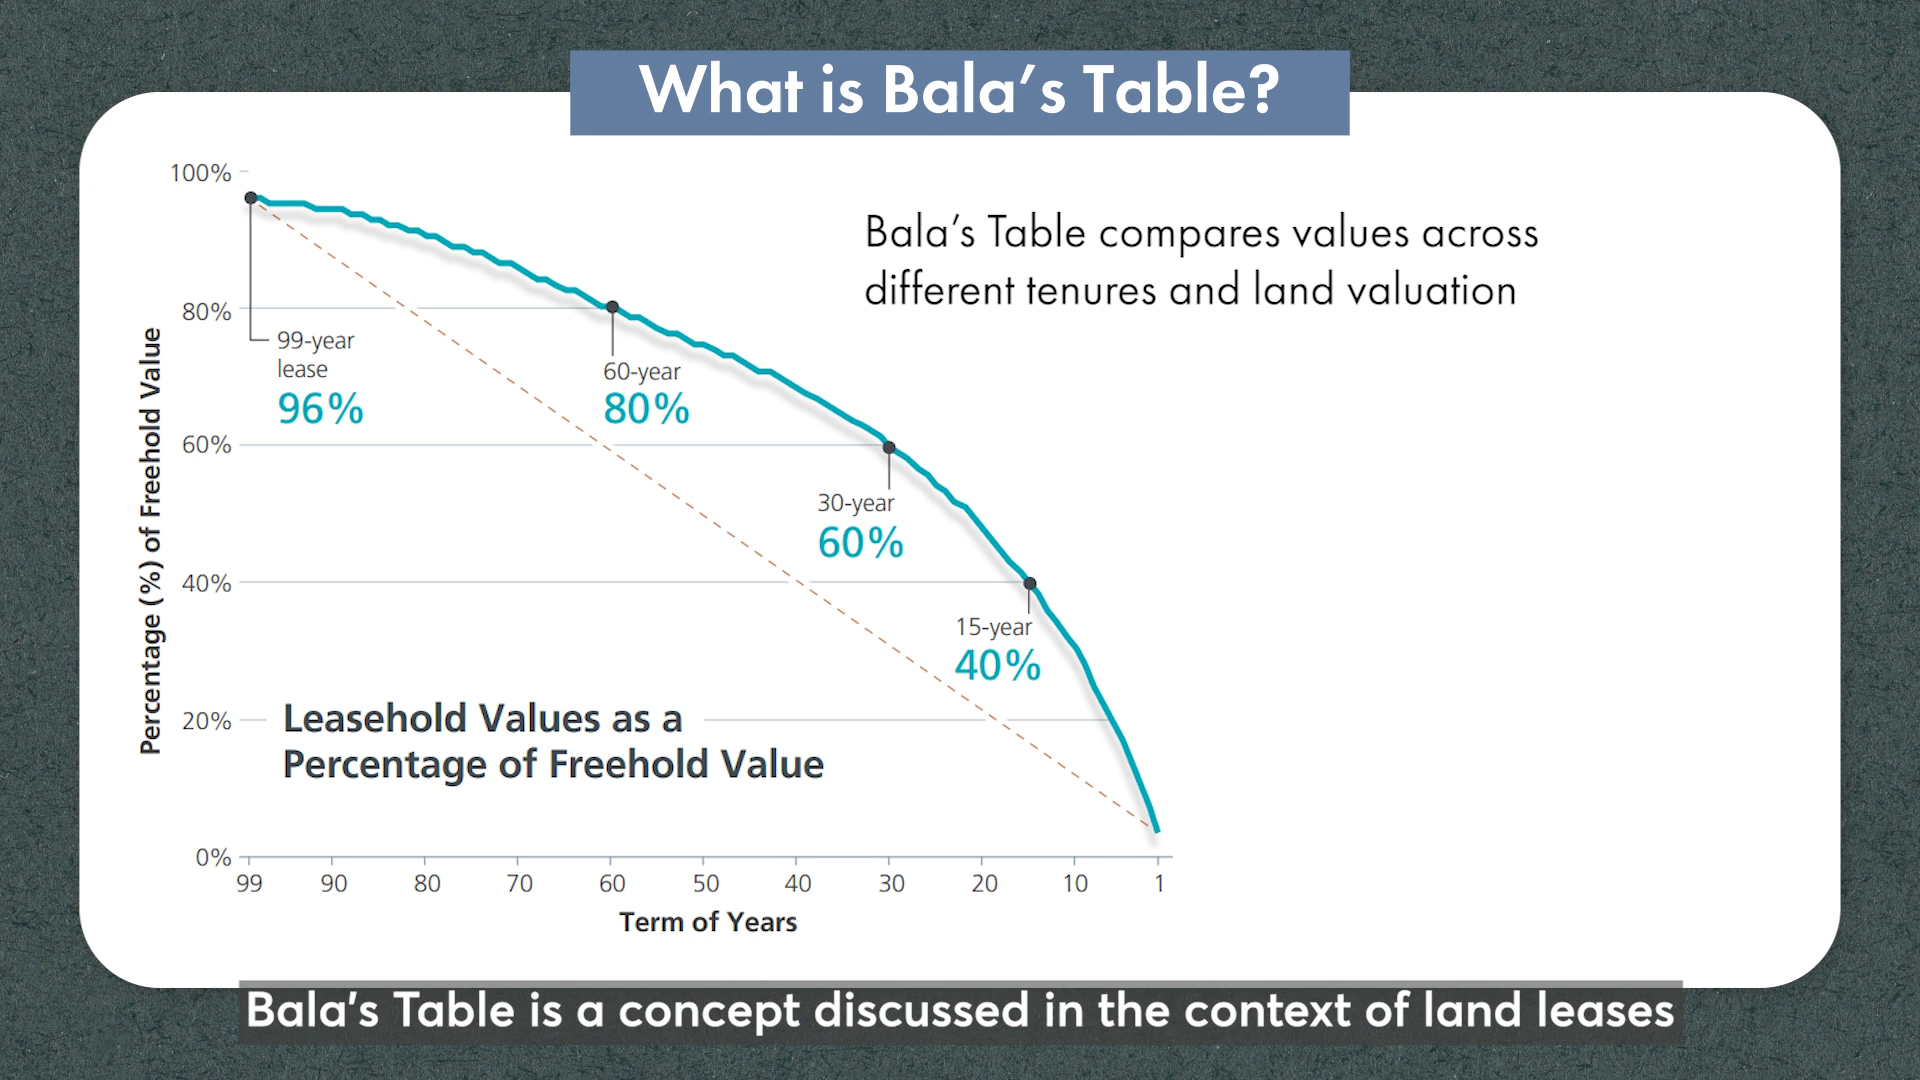 What is Bala's Table?
Bala's Table compares values across
different tenures and land valuation
Percentage (%) of Freehold Value
100%
80%
60%
40%
20%
0%
99-year
lease
96%
60-year
80%
30-year
60%
15-year
40%
Leasehold Values as a
Percentage of Freehold Value
99 90 80 70 60 50 40 30 20 10 1
Term of Years
Bala's Table is a concept discussed in the context of land leases